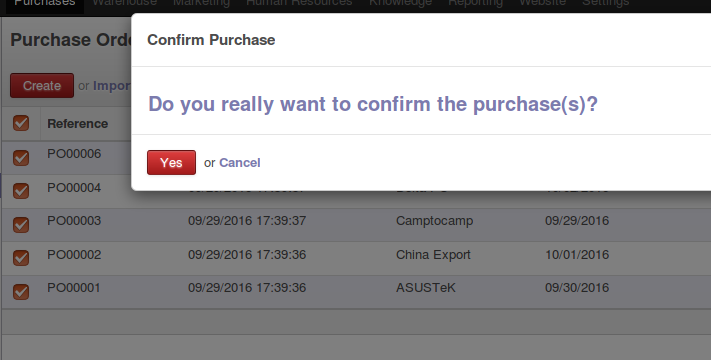 Purchases Warehouse Marketing Human Resources Knowledge Reporting Website Settings
Purchase Orde
Confirm Purchase
Do you really want to confirm the purchase(s)?
Create or Impor
Reference
Yes or Cancel
PO00006
PO00004
PO00003 09/29/2016 17:39:37 Camptocamp 09/29/2016
PO00002 09/29/2016 17:39:36 China Export 10/01/2016
PO00001 09/29/2016 17:39:36 ASUSTeK 09/30/2016